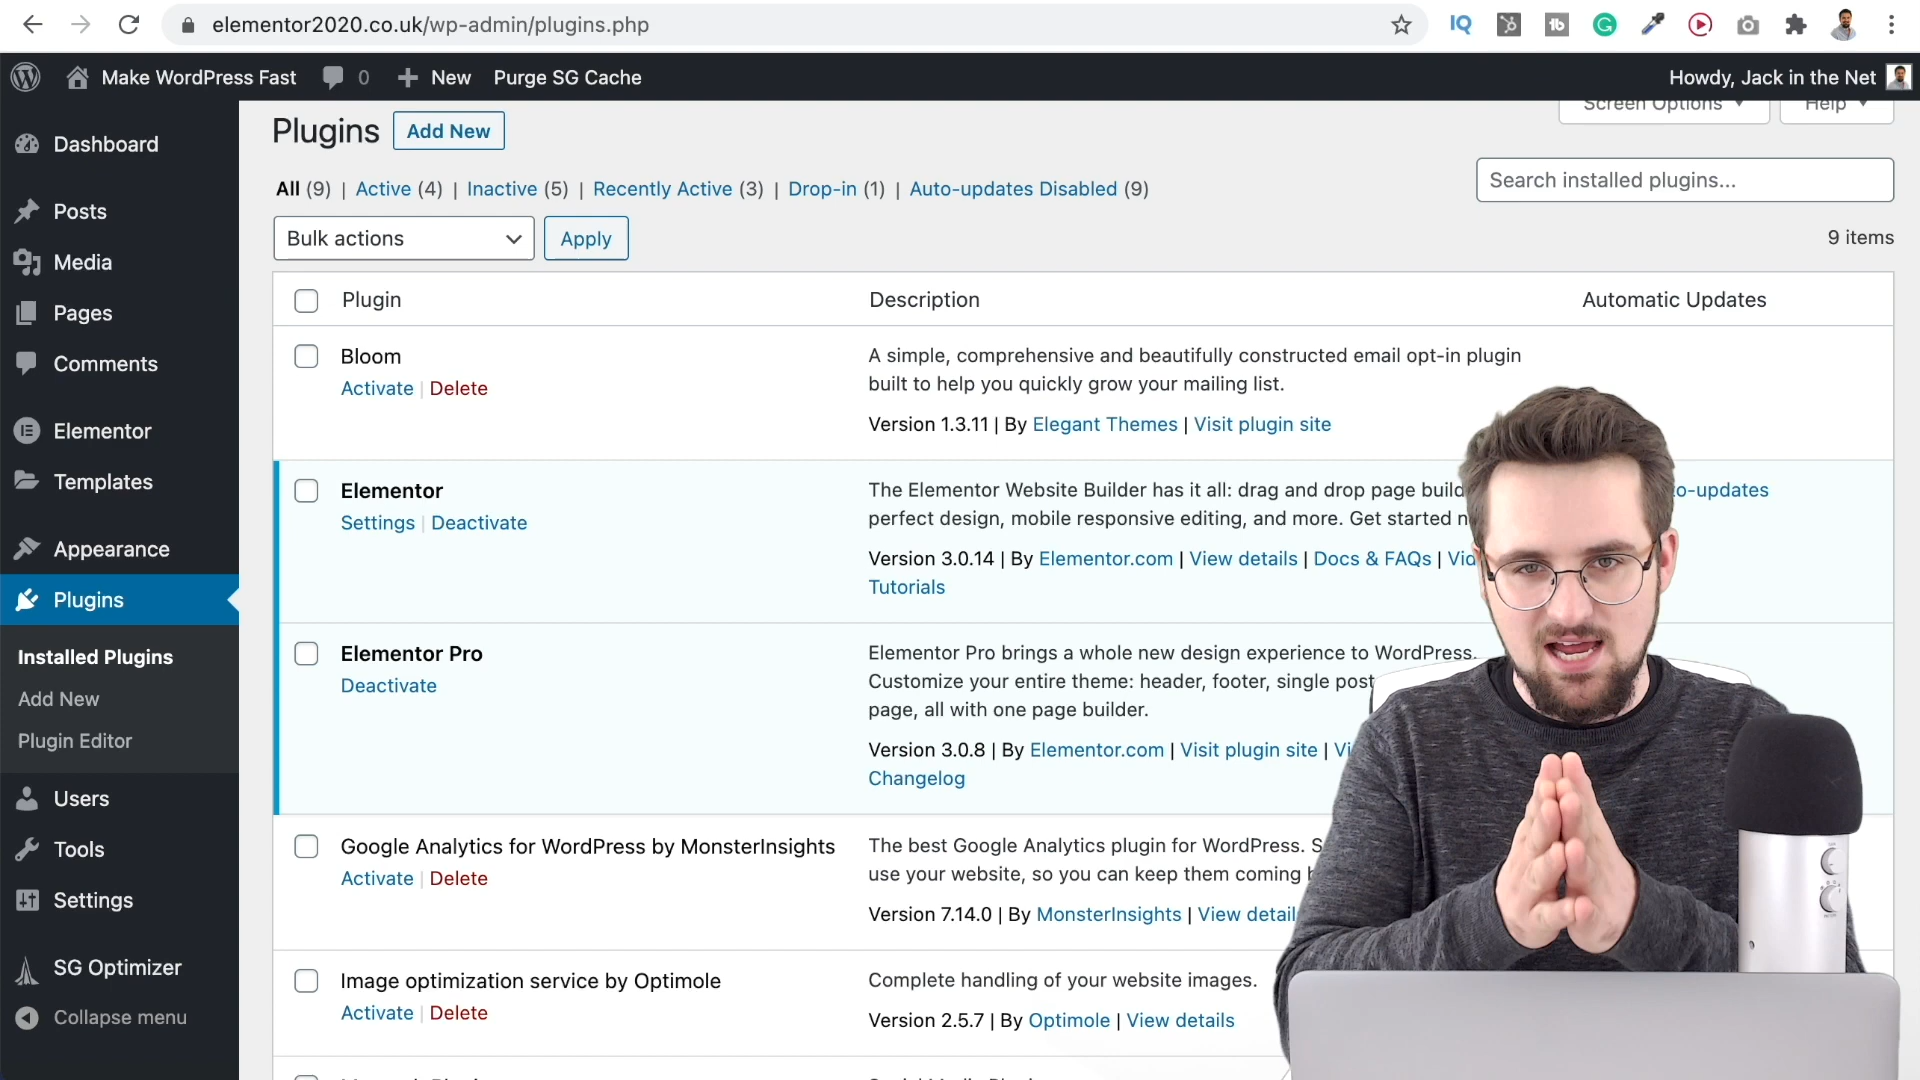 elementor2020.co.uk/wp-admin/plugins.php
Make WordPress Fast 0 New Purge SG Cache Howdy, Jack in the Net
Screen Options Help
Plugins Add New
All (9) | Active (4) | Inactive (5) | Recently Active (3) | Drop-in (1) | Auto-updates Disabled (9)
Search installed plugins...
Bulk actions Apply 9 items
Dashboard
Posts
Media
Pages
Comments
Elementor
Templates
Appearance
Plugins
Installed Plugins
Add New
Plugin Editor
Users
Tools
Settings
SG Optimizer
Collapse menu
Plugin Description Automatic Updates
Bloom
Activate | Delete
A simple, comprehensive and beautifully constructed email opt-in plugin
built to help you quickly grow your mailing list.
Version 1.3.11 | By Elegant Themes | Visit plugin site
Elementor
Settings | Deactivate
The Elementor Website Builder has it all: drag and drop page build
o-updates
perfect design, mobile responsive editing, and more. Get started n
Version 3.0.14 | By Elementor.com | View details | Docs & FAQs | Vid
Tutorials
Elementor Pro
Deactivate
Elementor Pro brings a whole new design experience to WordPress.
Customize your entire theme: header, footer, single post
page, all with one page builder.
Version 3.0.8 | By Elementor.com | Visit plugin site | Vi
Changelog
Google Analytics for WordPress by MonsterInsights
Activate | Delete
The best Google Analytics plugin for WordPress. S
use your website, so you can keep them coming b
Version 7.14.0 | By MonsterInsights | View detail
Image optimization service by Optimole
Activate | Delete
Complete handling of your website images.
Version 2.5.7 | By Optimole | View details